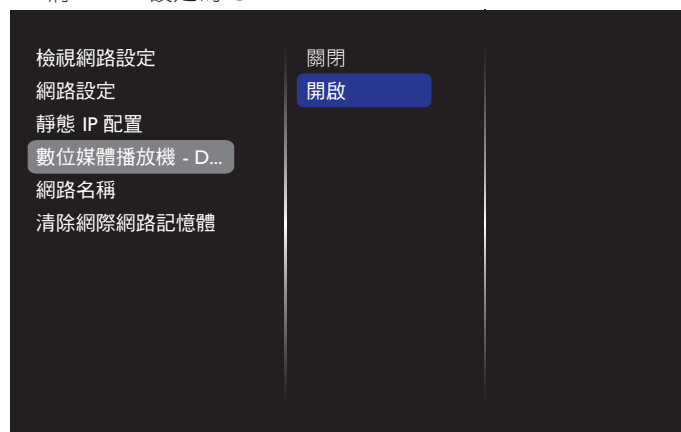 檢視網路設定
網路設定
靜態 IP 配置
數位媒體播放機 - D...
網路名稱
清除網際網路記憶體
關閉
開啟